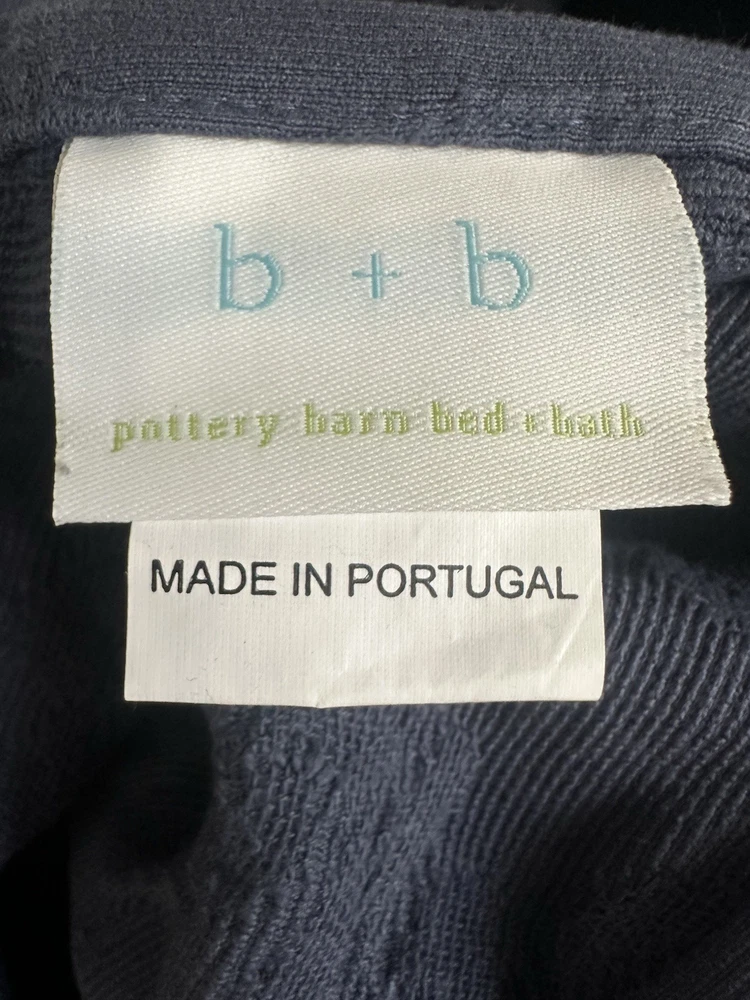 b + b
pottery barn bed + bath
MADE IN PORTUGAL